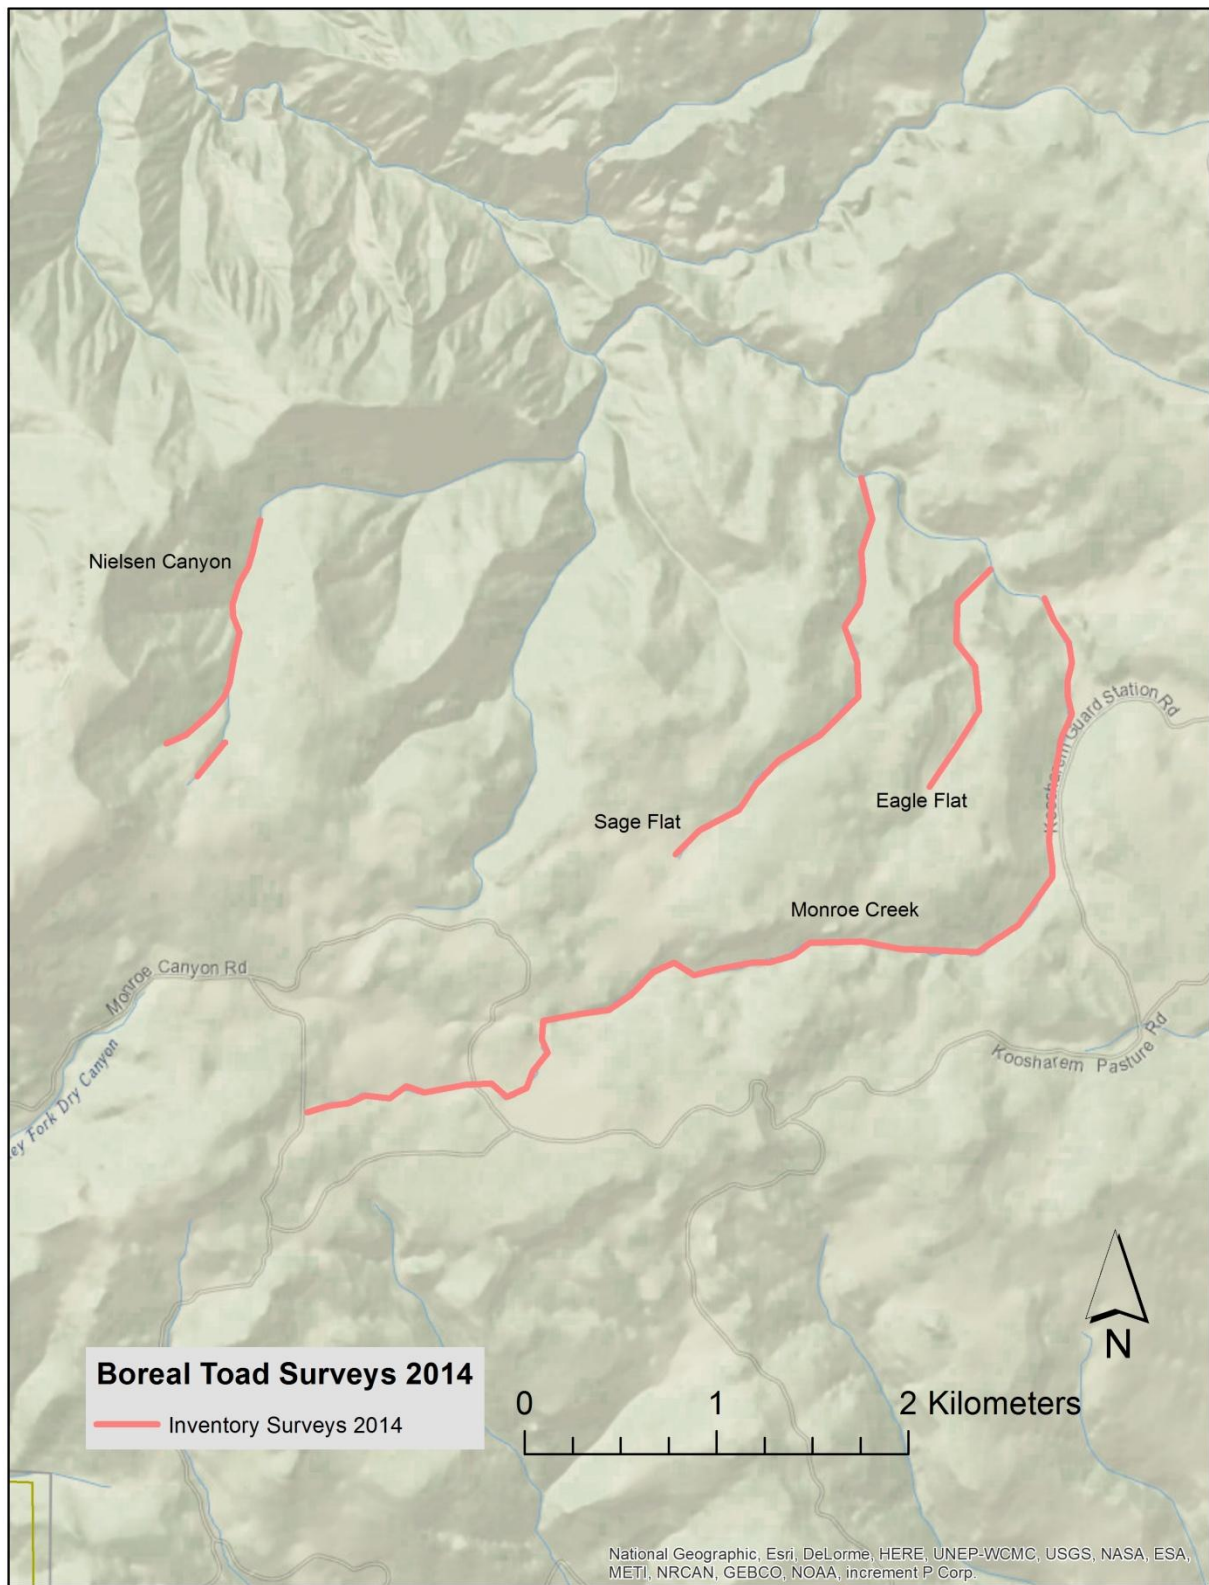 Nielsen Canyon
Koosharem Guard Station Rd
Eagle Flat
Sage Flat
Monroe Creek
Monroe Canyon Rd
ey Fork Dry Canyon
Koosharem Pasture Rd
N
Boreal Toad Surveys 2014
Inventory Surveys 2014
0 1 2 Kilometers
National Geographic, Esri, DeLorme, HERE, UNEP-WCMC, USGS, NASA, ESA,
METI, NRCAN, GEBCO, NOAA, increment P Corp.